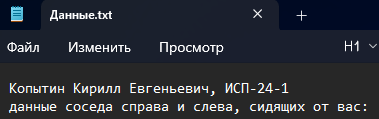 Данные.txt
Файл Изменить Просмотр H1
Копытин Кирилл Евгеньевич, ИСП-24-1
данные соседа справа и слева, сидящих от вас: